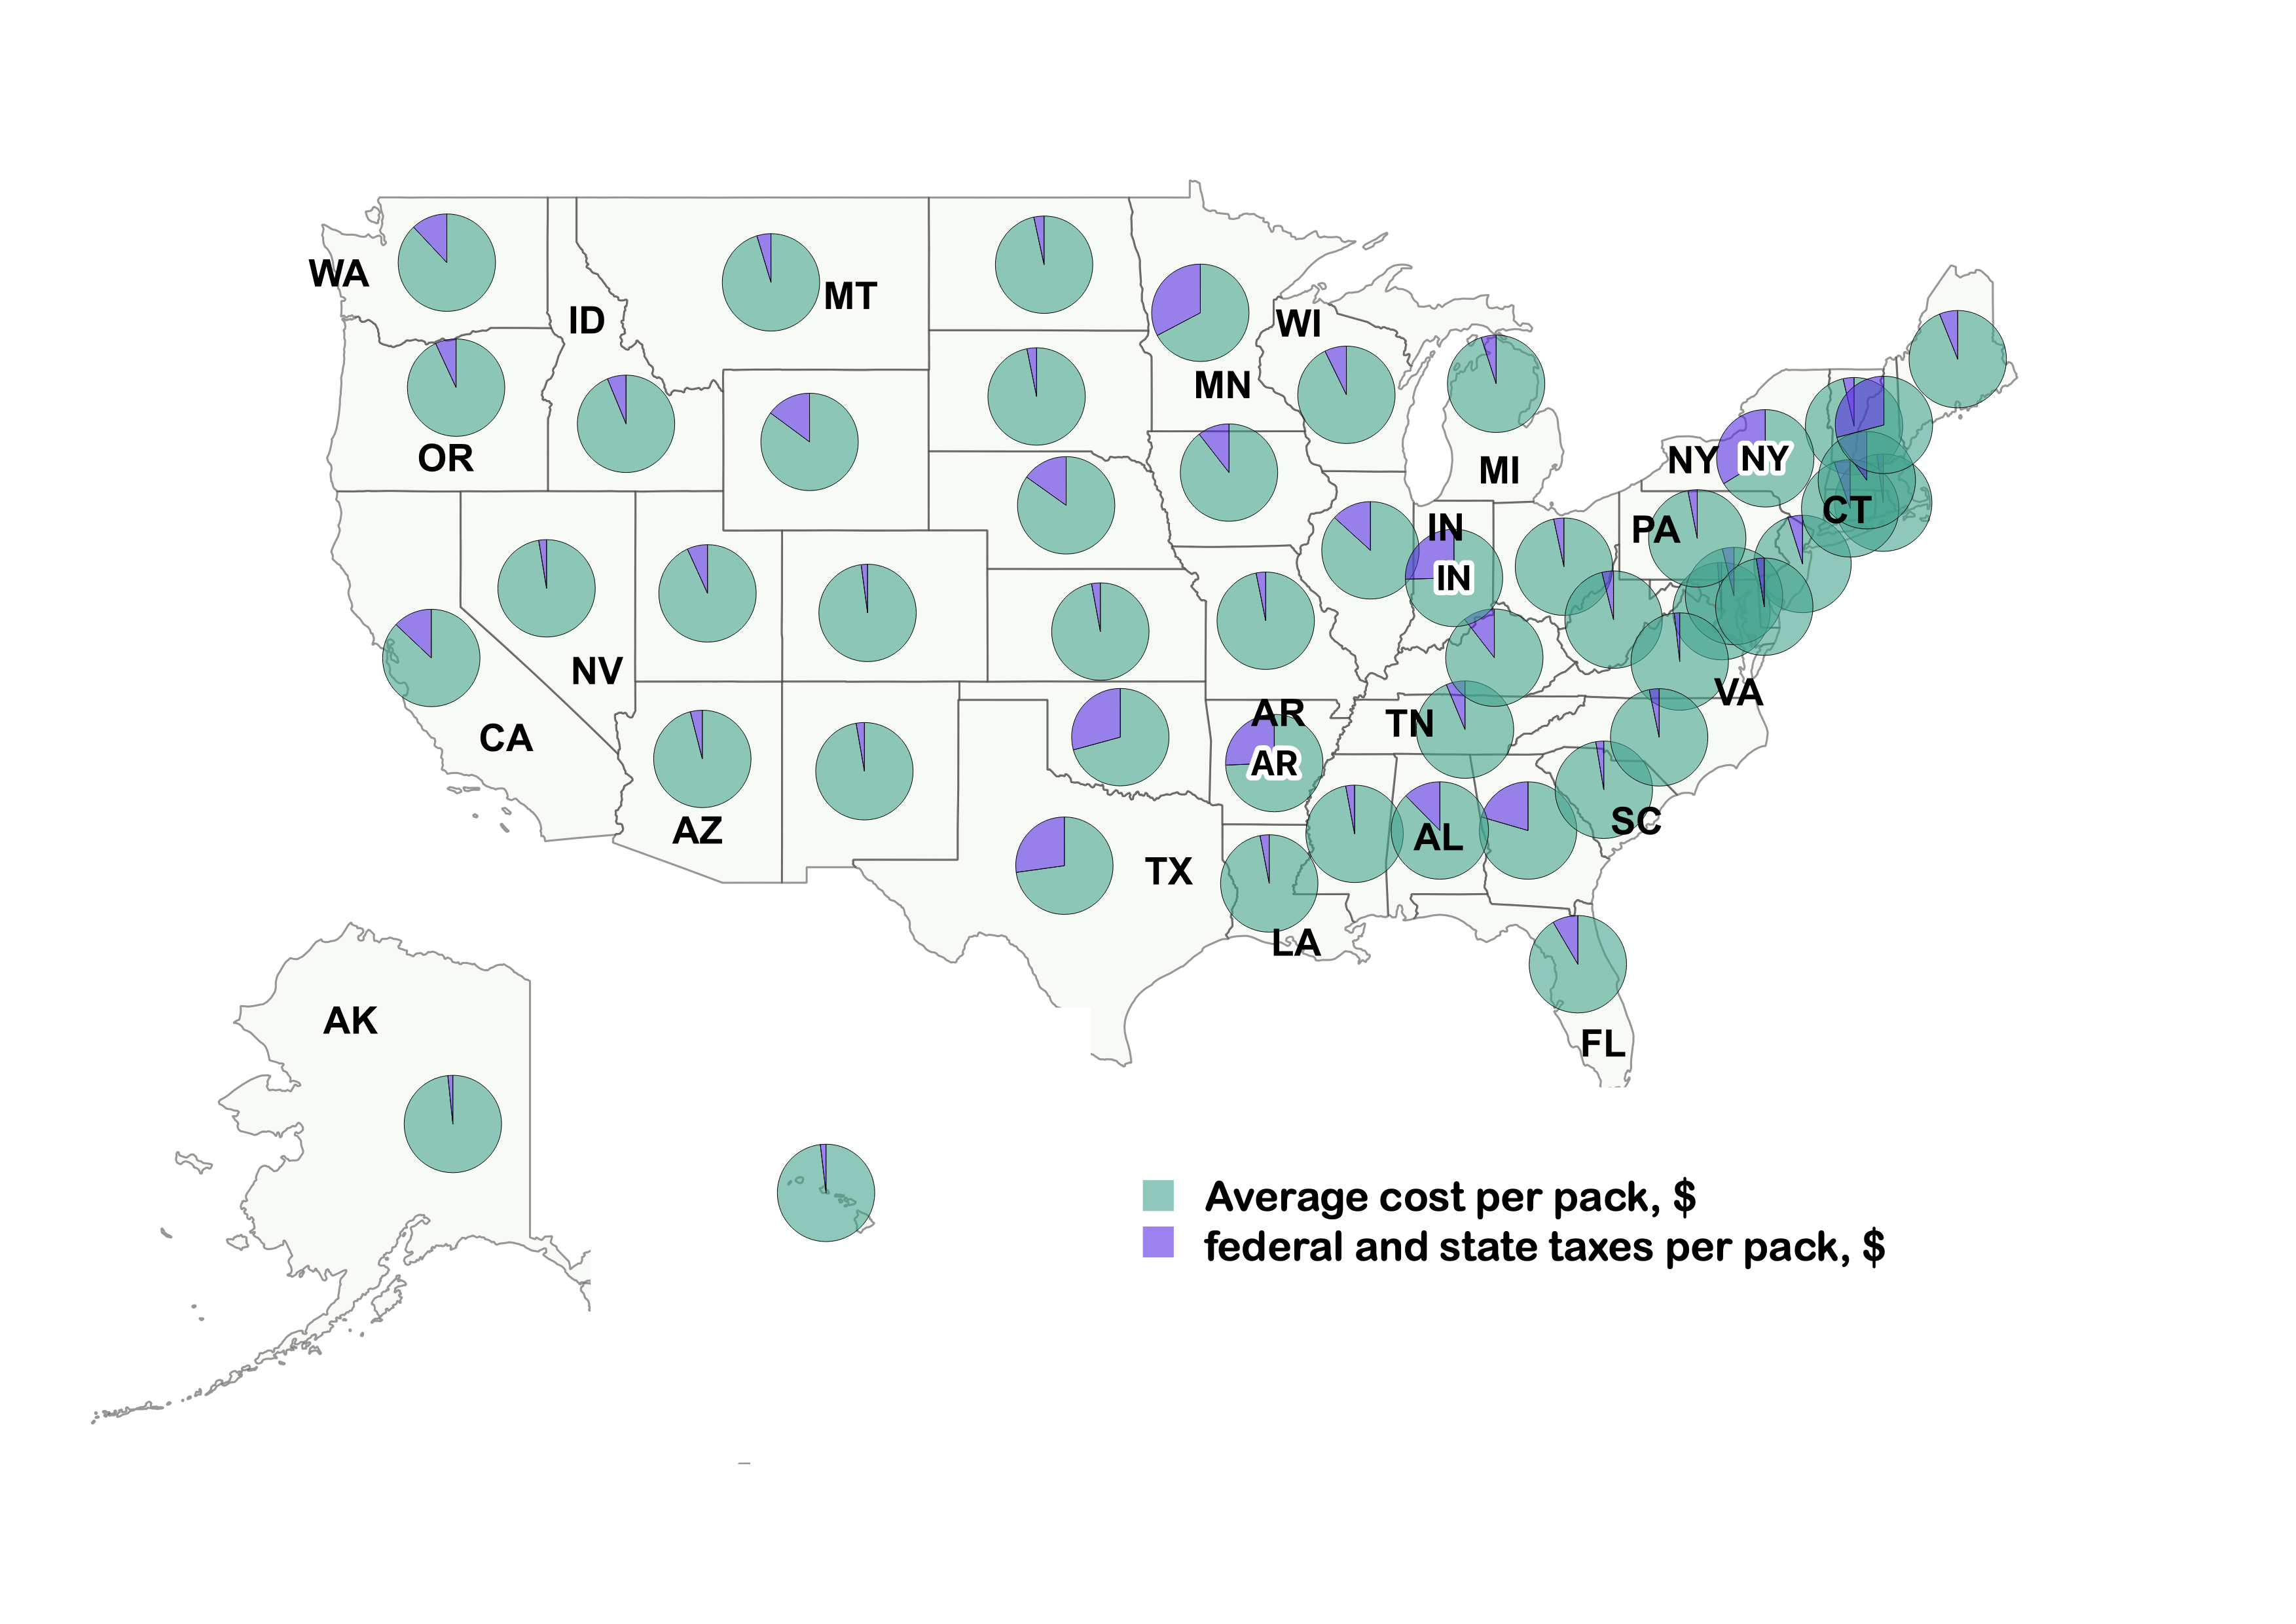 WA
MT
ID
WI
MN
OR
NY
NY
MI
CT
IN
PA
IN
NV
VA
AR
TN
CA
AR
SC
AZ
AL
TX
LA
AK
FL
Average cost per pack, $
federal and state taxes per pack, $